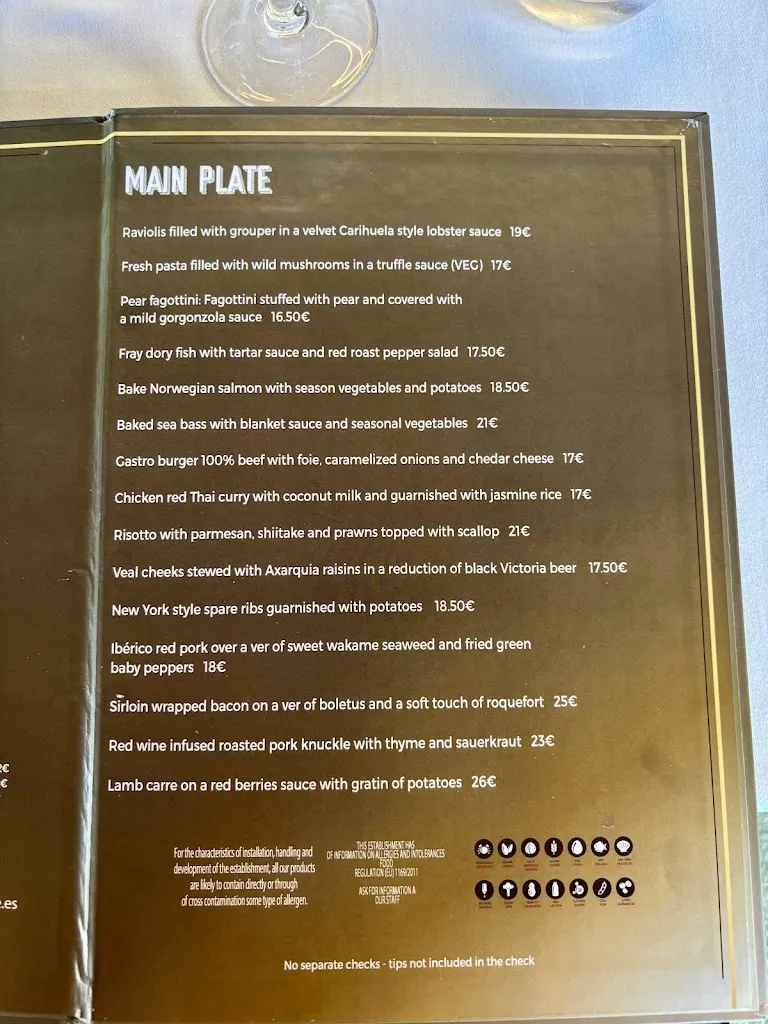 MAIN PLATE
Raviolis filled with grouper in a velvet Carihuela style lobster sauce 19€
Fresh pasta filled with wild mushrooms in a truffle sauce (VEG) 17€
Pear fagottini: Fagottini stuffed with pear and covered with
a mild gorgonzola sauce 16.50€
Fray dory fish with tartar sauce and red roast pepper salad 17.50€
Bake Norwegian salmon with season vegetables and potatoes 18.50€
Baked sea bass with blanket sauce and seasonal vegetables 21€
Gastro burger 100% beef with foie, caramelized onions and chedar cheese 17€
Chicken red Thai curry with coconut milk and guarnished with jasmine rice 17€
Risotto with parmesan, shiitake and prawns topped with scallop 21€
Veal cheeks stewed with Axarquia raisins in a reduction of black Victoria beer 17.50€
New York style spare ribs guarnished with potatoes 18.50€
Ibérico red pork over a ver of sweet wakame seaweed and fried green
baby peppers 18€
Sirloin wrapped bacon on a ver of boletus and a soft touch of roquefort 25€
Red wine infused roasted pork knuckle with thyme and sauerkraut 23€
Lamb carre on a red berries sauce with gratin of potatoes 26€
€
€
.es
For the characteristics of installation, handling and
development of the establishment, all our products
are likely to contain directly or through
of cross contamination some type of allergen.
THIS ESTABLISHMENT HAS
OF INFORMATION ON ALLERGIES AND INTOLERANCES
FOOD
REGULATION (EU) 1169/2011
ASK FOR INFORMATION A
OUR STAFF
No separate checks - tips not included in the check